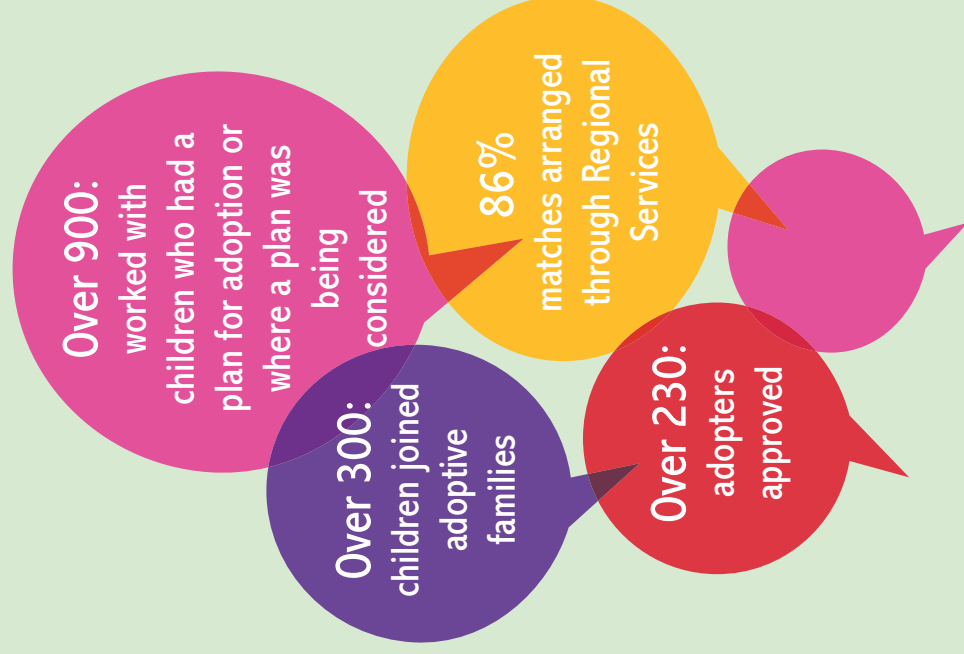 Over 900:
worked with
children who had a
plan for adoption or
where a plan was
being
considered
Over 300:
children joined
adoptive
families
86%
matches arranged
through Regional
Services
Over 230:
adopters
approved